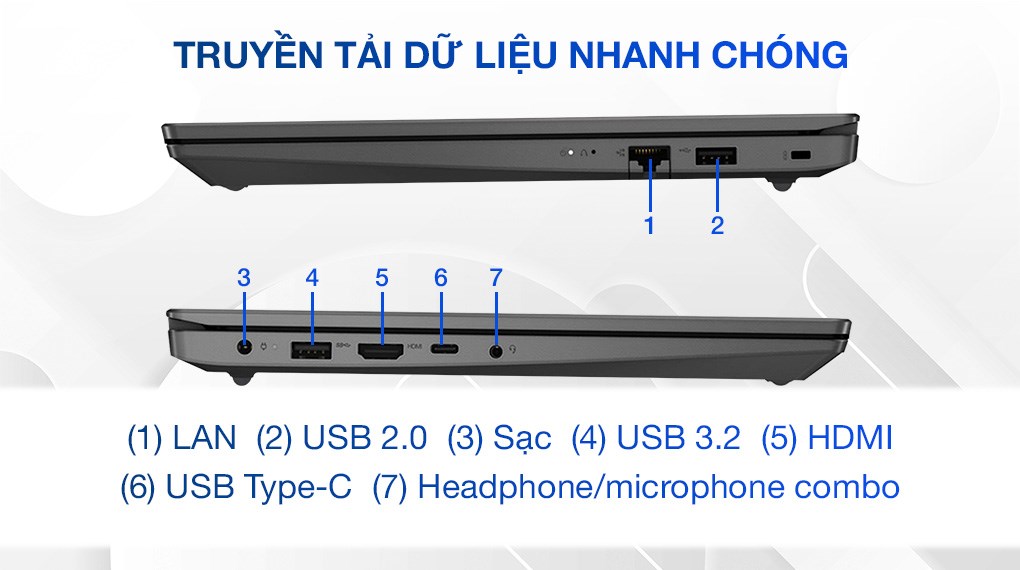 TRUYỀN TẢI DỮ LIỆU NHANH CHÓNG
1 2
3 4 5 6 7
HDMI
(1) LAN (2) USB 2.0 (3) Sạc (4) USB 3.2 (5) HDMI
(6) USB Type-C (7) Headphone/microphone combo